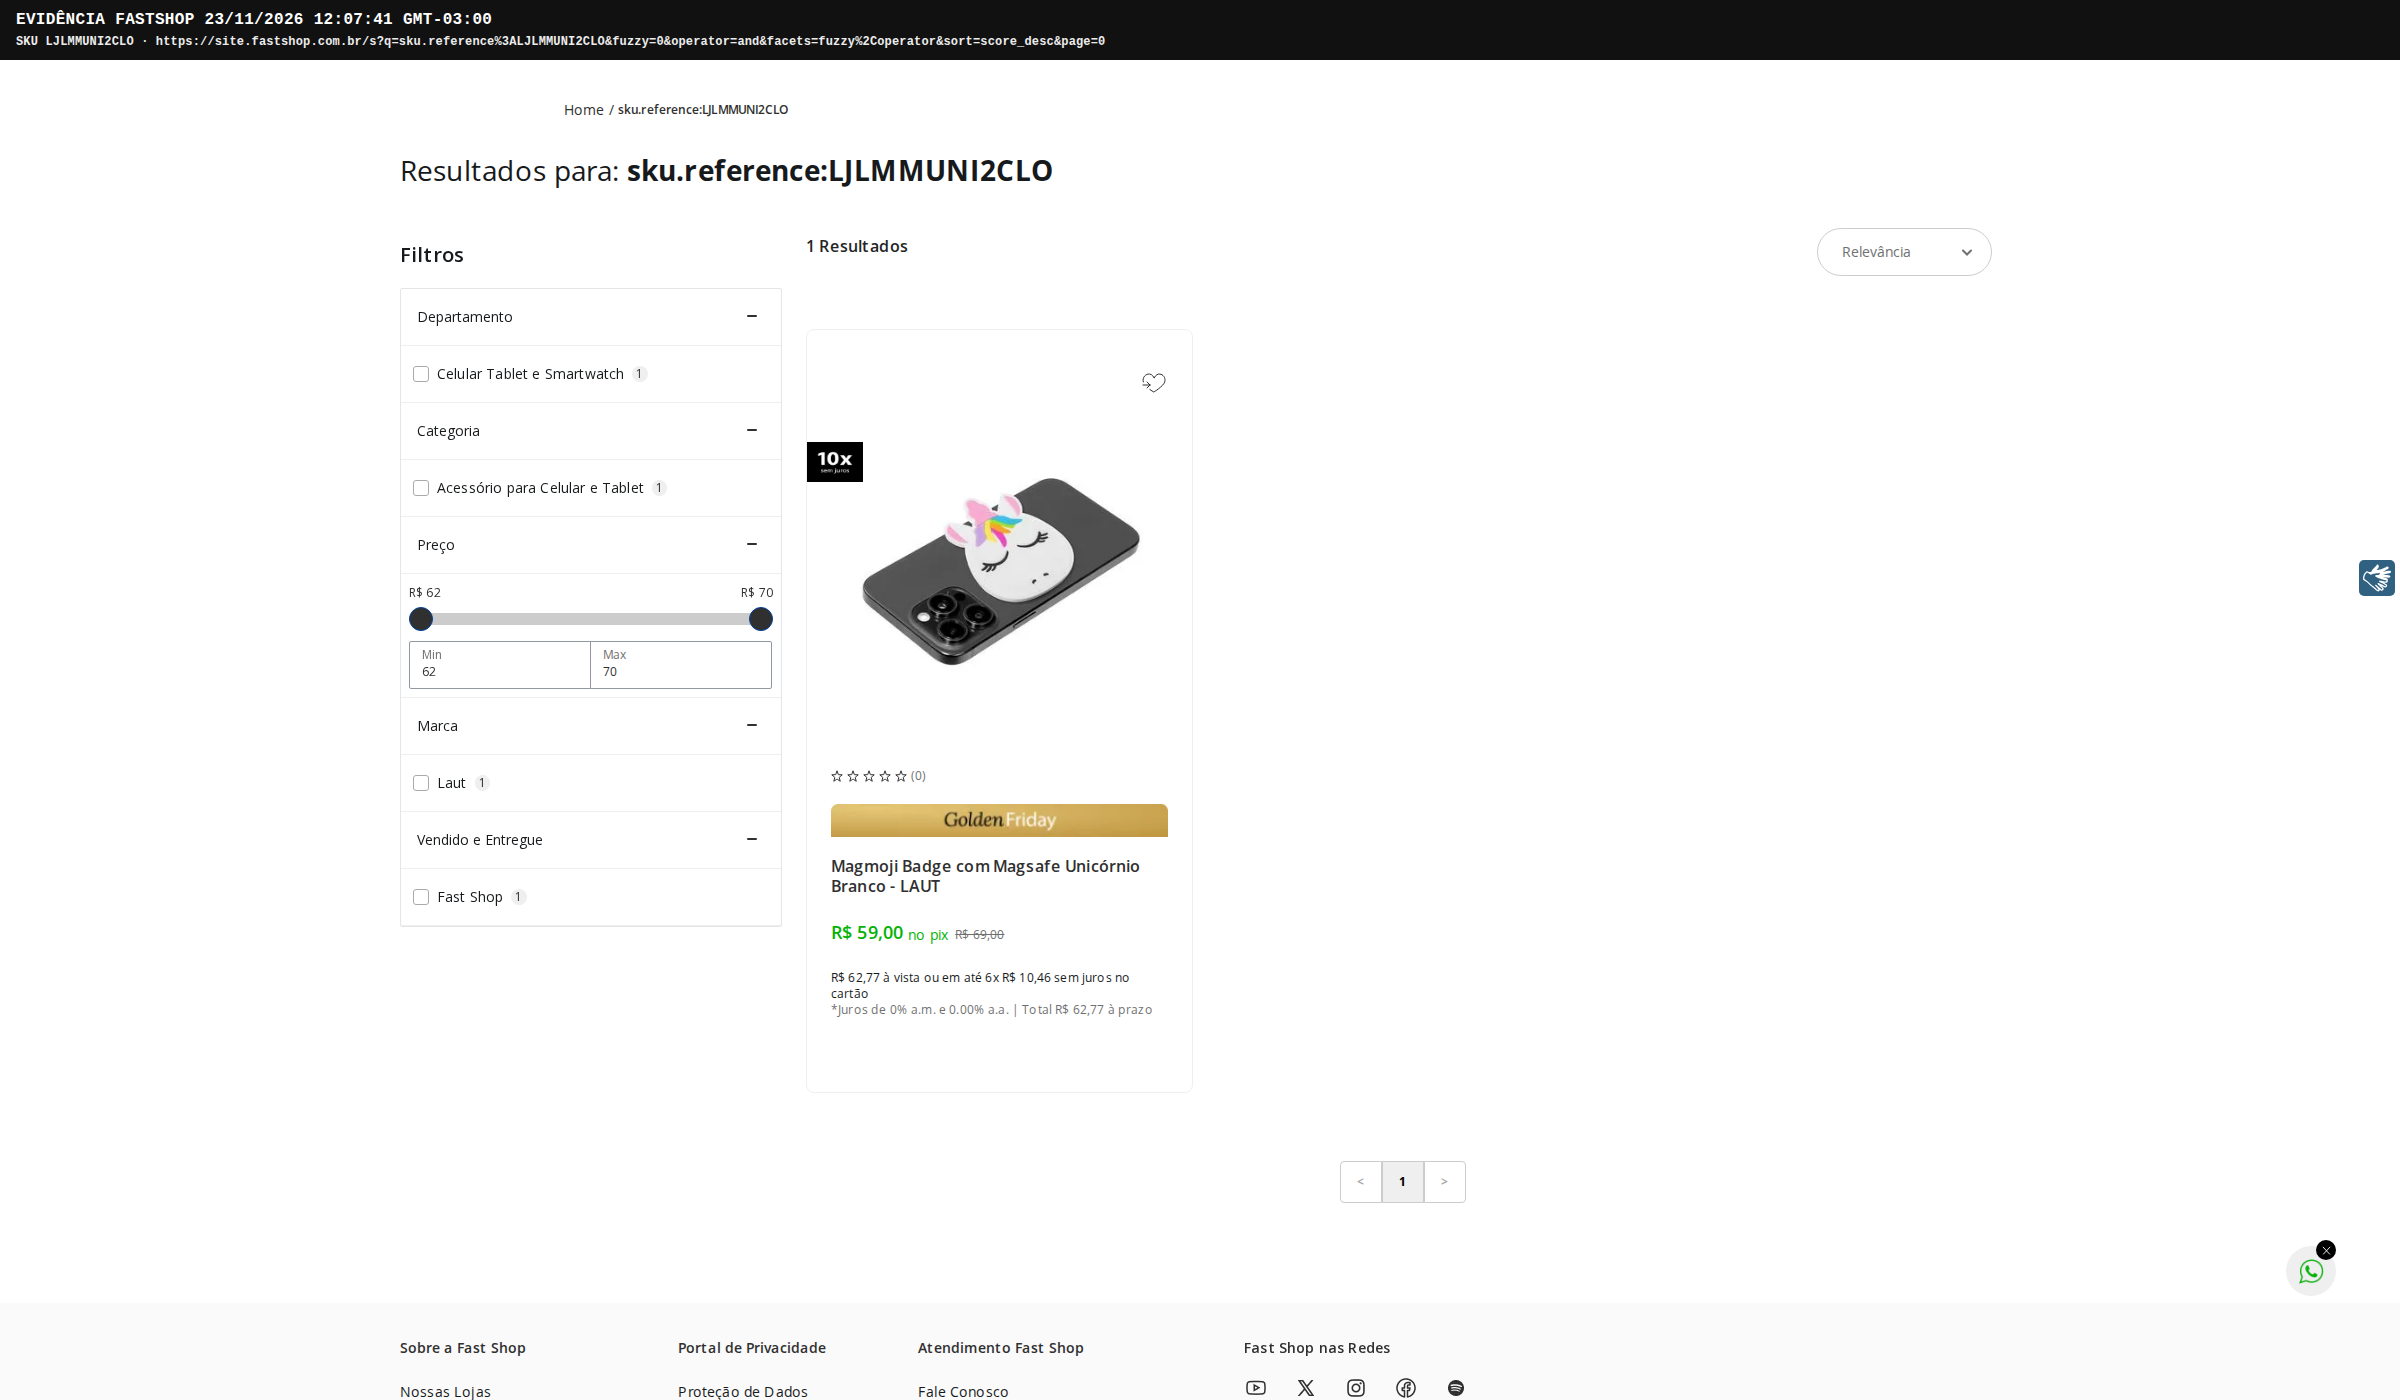 EVIDÊNCIA FASTSHOP 23/11/2026 12:07:41 GMT-03:00
SKU LJLMMUNI2CLO · https://site.fastshop.com.br/s?q=sku.reference%3ALJLMMUNI2CLO&fuzzy=0&operator=and&facets=fuzzy%2Coperator&sort=score_desc&page=0
Home / sku.reference:LJLMMUNI2CLO
Resultados para: sku.reference:LJLMMUNI2CLO
Filtros
1 Resultados
Relevância
Departamento
Celular Tablet e Smartwatch 1
Categoria
Acessório para Celular e Tablet 1
Preço
R$ 62 R$ 70
Min
62
Max
70
Marca
Laut 1
Vendido e Entregue
Fast Shop 1
10x
sem juros
(0)
Golden Friday
Magmoji Badge com Magsafe Unicórnio
Branco - LAUT
R$ 59,00 no pix R$ 69,00
R$ 62,77 à vista ou em até 6x R$ 10,46 sem juros no
cartão
*Juros de 0% a.m. e 0.00% a.a. | Total R$ 62,77 à prazo
< 1 >
Sobre a Fast Shop
Portal de Privacidade
Atendimento Fast Shop
Fast Shop nas Redes
Nossas Lojas
Proteção de Dados
Fale Conosco